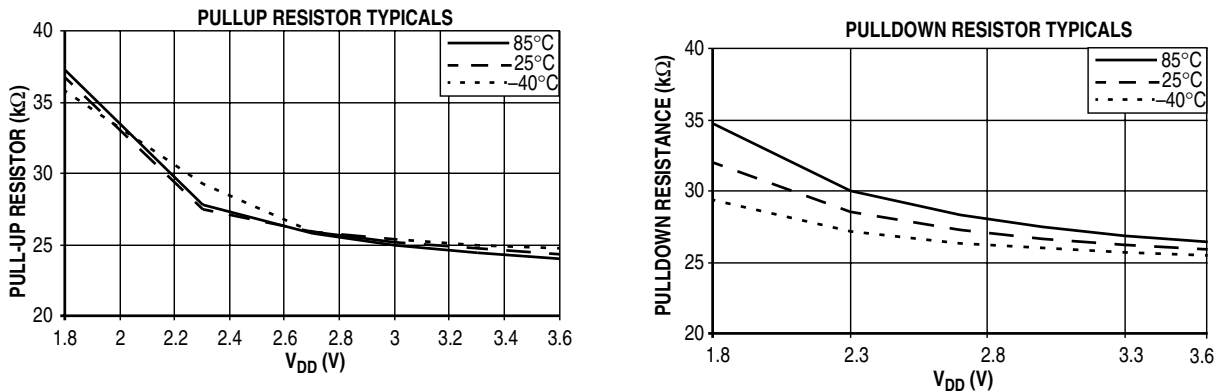 PULLUP RESISTOR TYPICALS
PULL-UP RESISTOR (kΩ)
40
35
30
25
20
85°C
25°C
–40°C
1.8 2 2.2 2.4 2.6 2.8 3 3.2 3.4 3.6
VDD (V)
PULLDOWN RESISTOR TYPICALS
PULLDOWN RESISTANCE (kΩ)
40
35
30
25
20
85°C
25°C
–40°C
1.8 2.3 2.8 3.3 3.6
VDD (V)